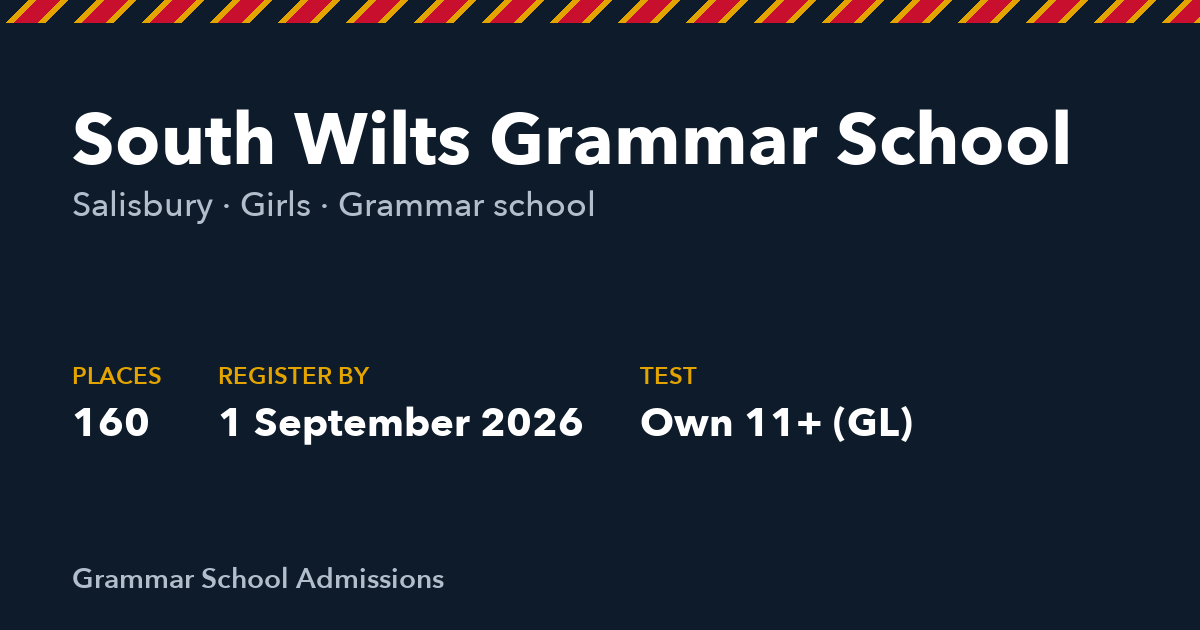 South Wilts Grammar School
Salisbury · Girls · Grammar school
PLACES
160
REGISTER BY
1 September 2026
TEST
Own 11+ (GL)
Grammar School Admissions